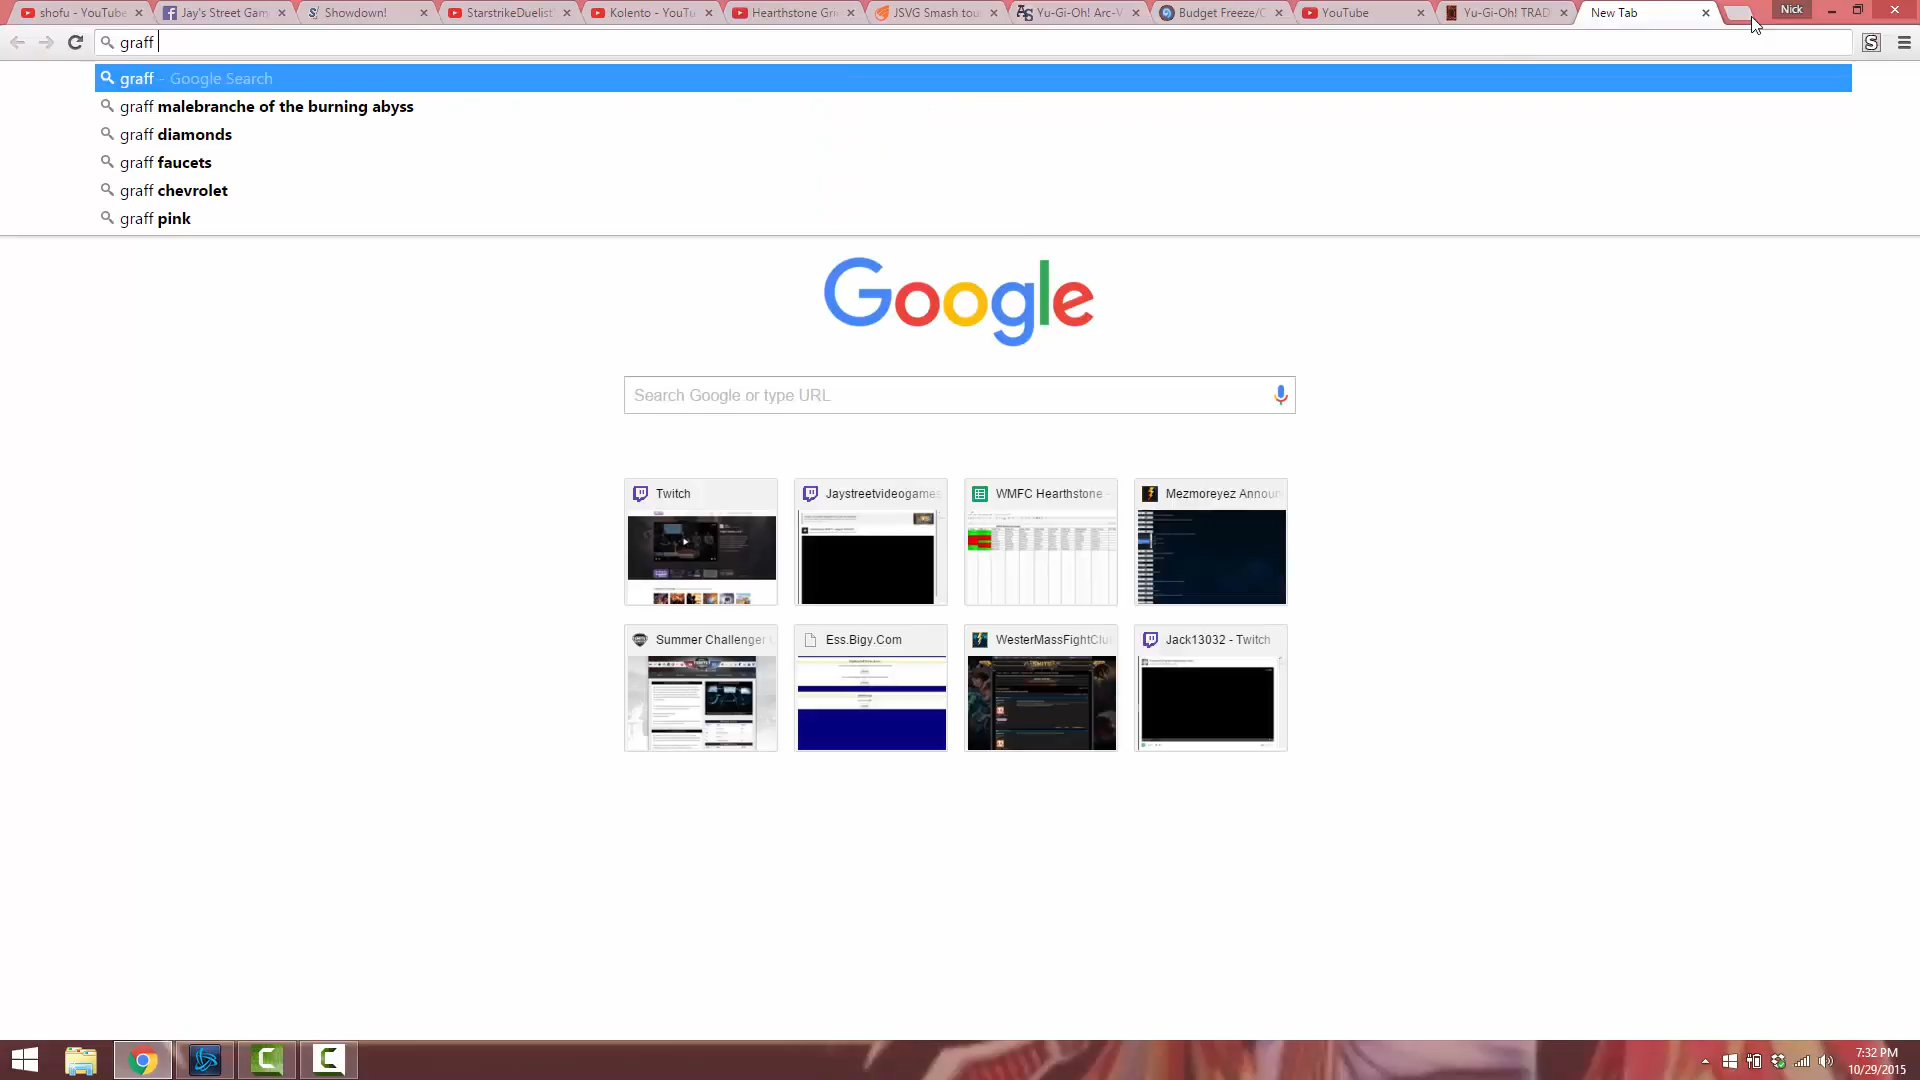 shofu - YouTube
Jay's Street Gam
Showdown!
StarstrikeDuelist
Kolento - YouTu
Hearthstone Gri
JSVG Smash tou
Yu-Gi-Oh! Arc-V
Budget Freeze/C
YouTube
Yu-Gi-Oh! TRAD
New Tab
Nick
graff
graff - Google Search
graff malebranche of the burning abyss
graff diamonds
graff faucets
graff chevrolet
graff pink
Google
Search Google or type URL
Twitch
Jaystreetvideogames
WMFC Hearthstone -
Mezmoreyez Announ
Summer Challenger
Ess.Bigy.Com
WesterMassFightClu
Jack13032 - Twitch
7:32 PM
10/29/2015